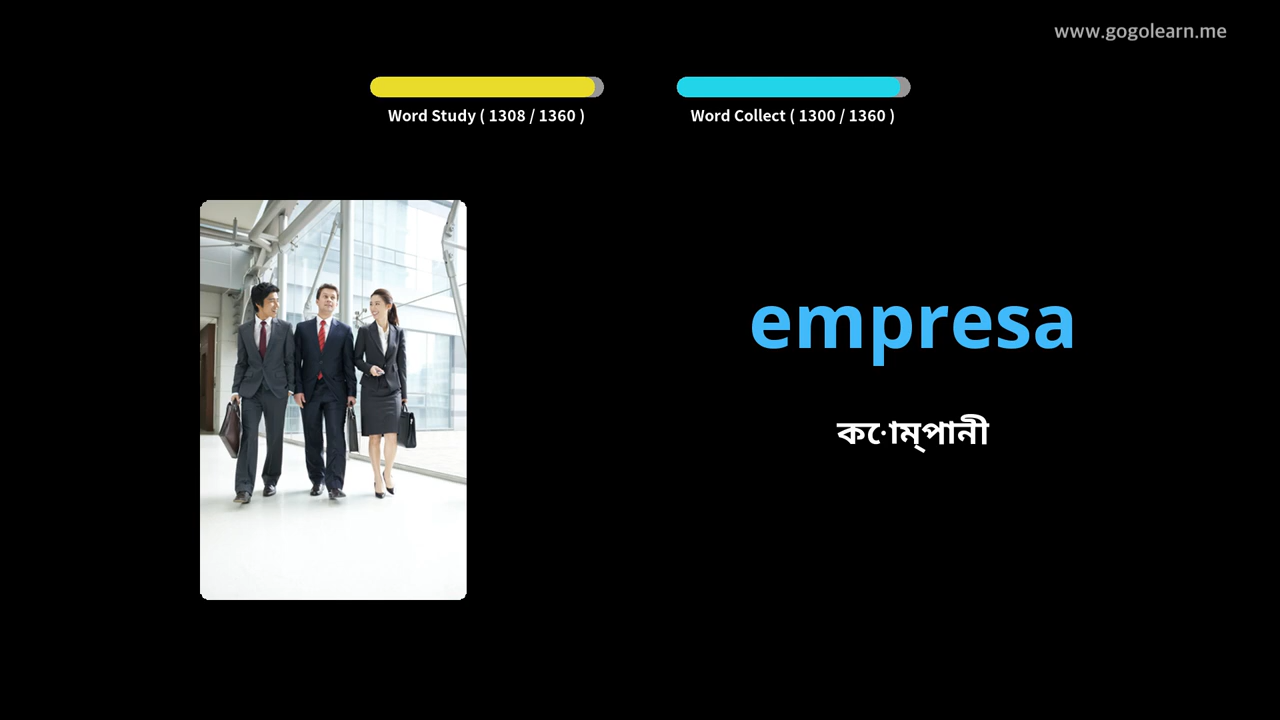 www.gogolearn.me
Word Study ( 1308 / 1360 )
Word Collect ( 1300 / 1360 )
empresa
কোম্পানী